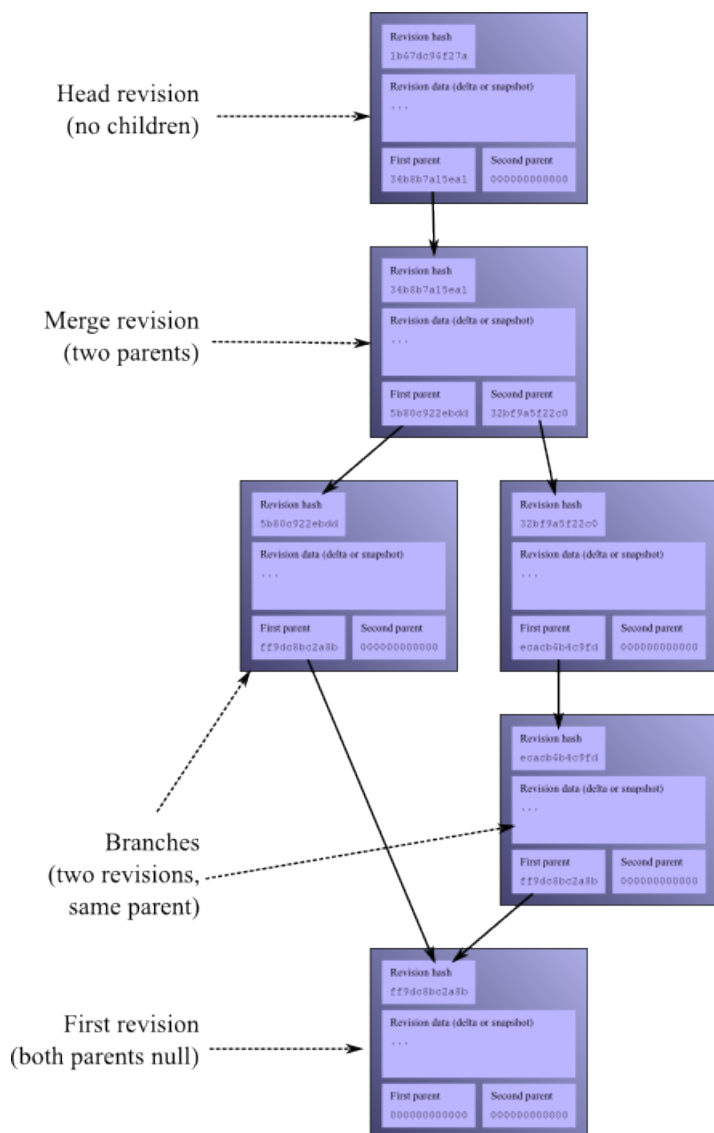 Revision hash
1b67dc96f27a
Head revision
(no children)
Revision data (delta or snapshot)
...
First parent
Second parent
34b8b7a15ea1
000000000000
Revision hash
34b8b7a15ea1
Merge revision
(two parents)
Revision data (delta or snapshot)
...
First parent
Second parent
5b80c922ebdd
32bf9a5f22c0
Revision hash
5b80c922ebdd
Revision data (delta or snapshot)
...
First parent
Second parent
ff9dc8bc2a8b
000000000000
Revision hash
32bf9a5f22c0
Revision data (delta or snapshot)
...
First parent
Second parent
ecacb6b4c9fd
000000000000
Revision hash
ecacb6b4c9fd
Revision data (delta or snapshot)
...
First parent
Second parent
ff9dc8bc2a8b
000000000000
Branches
(two revisions,
same parent)
Revision hash
ff9dc8bc2a8b
First revision
(both parents null)
Revision data (delta or snapshot)
...
First parent
Second parent
000000000000
000000000000